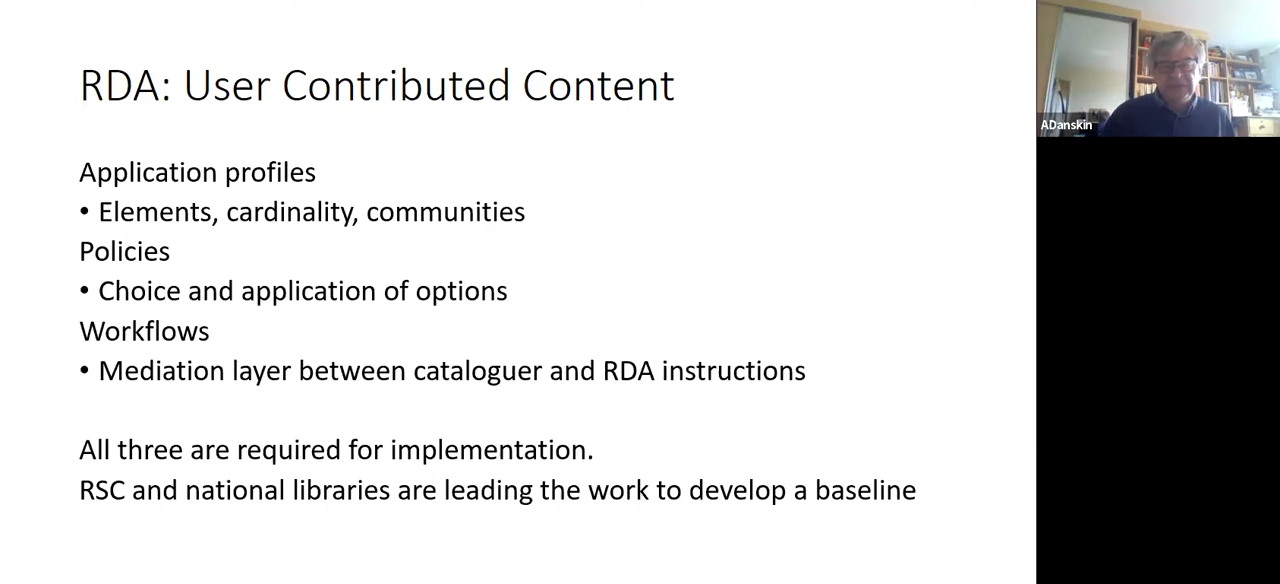 RDA: User Contributed Content
Application profiles
• Elements, cardinality, communities
Policies
• Choice and application of options
Workflows
• Mediation layer between cataloguer and RDA instructions
All three are required for implementation.
RSC and national libraries are leading the work to develop a baseline
ADanskin